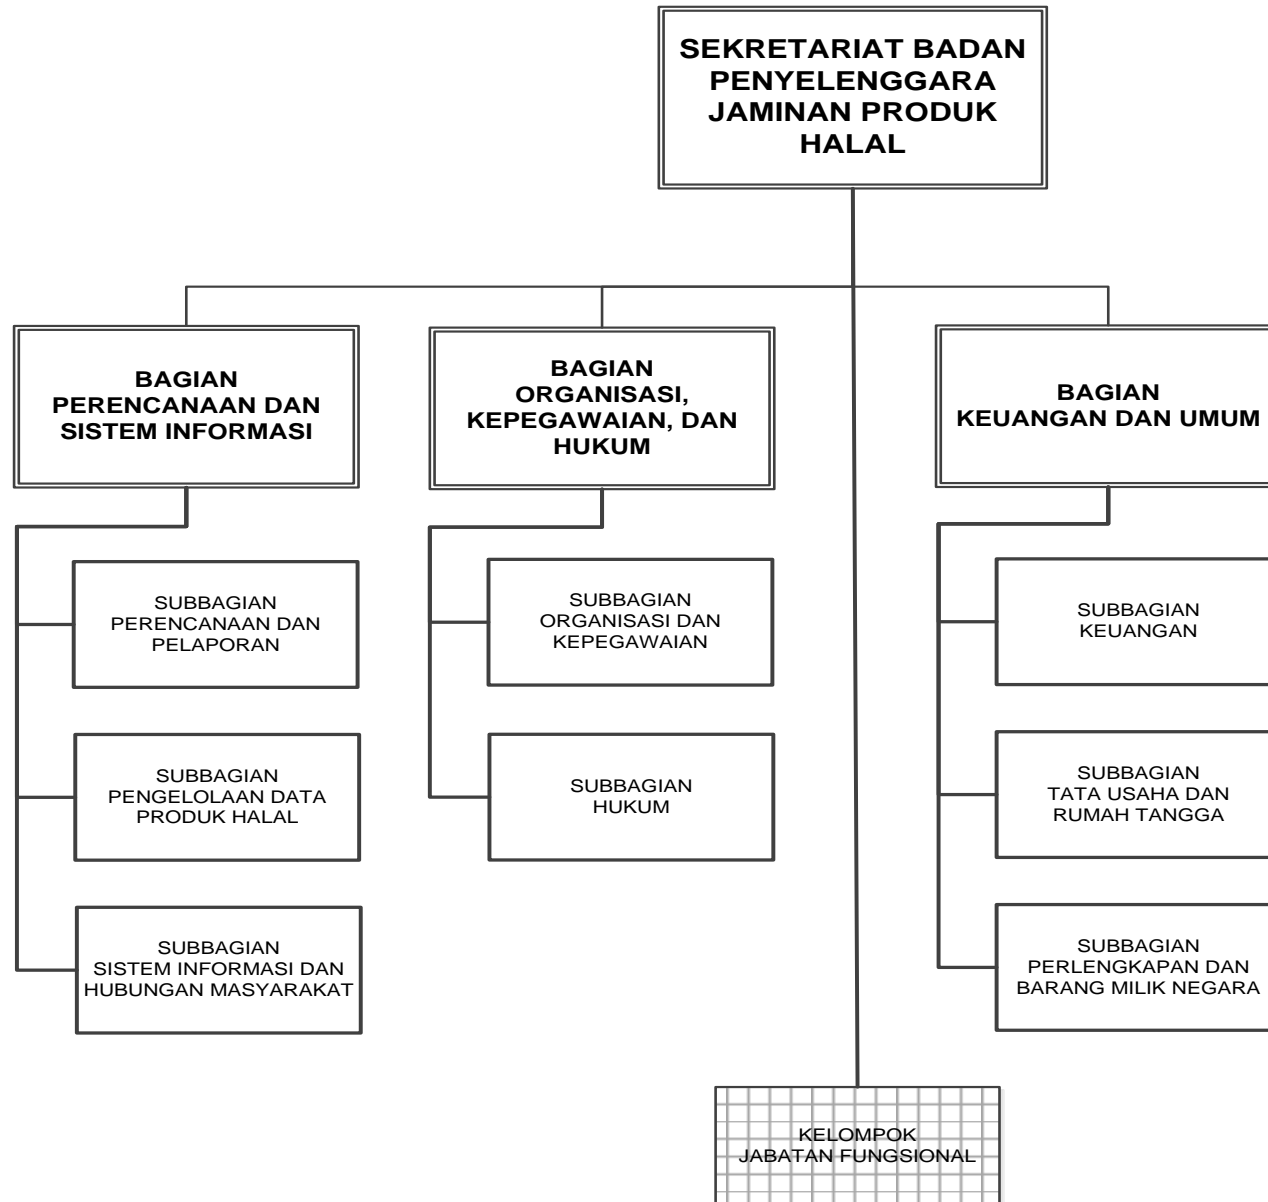 SEKRETARIAT BADAN
PENYELENGGARA
JAMINAN PRODUK
HALAL
BAGIAN
PERENCANAAN DAN
SISTEM INFORMASI
BAGIAN
ORGANISASI,
KEPEGAWAIAN, DAN
HUKUM
BAGIAN
KEUANGAN DAN UMUM
SUBBAGIAN
PERENCANAAN DAN
PELAPORAN
SUBBAGIAN
ORGANISASI DAN
KEPEGAWAIAN
SUBBAGIAN
KEUANGAN
SUBBAGIAN
PENGELOLAAN DATA
PRODUK HALAL
SUBBAGIAN
HUKUM
SUBBAGIAN
TATA USAHA DAN
RUMAH TANGGA
SUBBAGIAN
SISTEM INFORMASI DAN
HUBUNGAN MASYARAKAT
SUBBAGIAN
PERLENGKAPAN DAN
BARANG MILIK NEGARA
KELOMPOK
JABATAN FUNGSIONAL